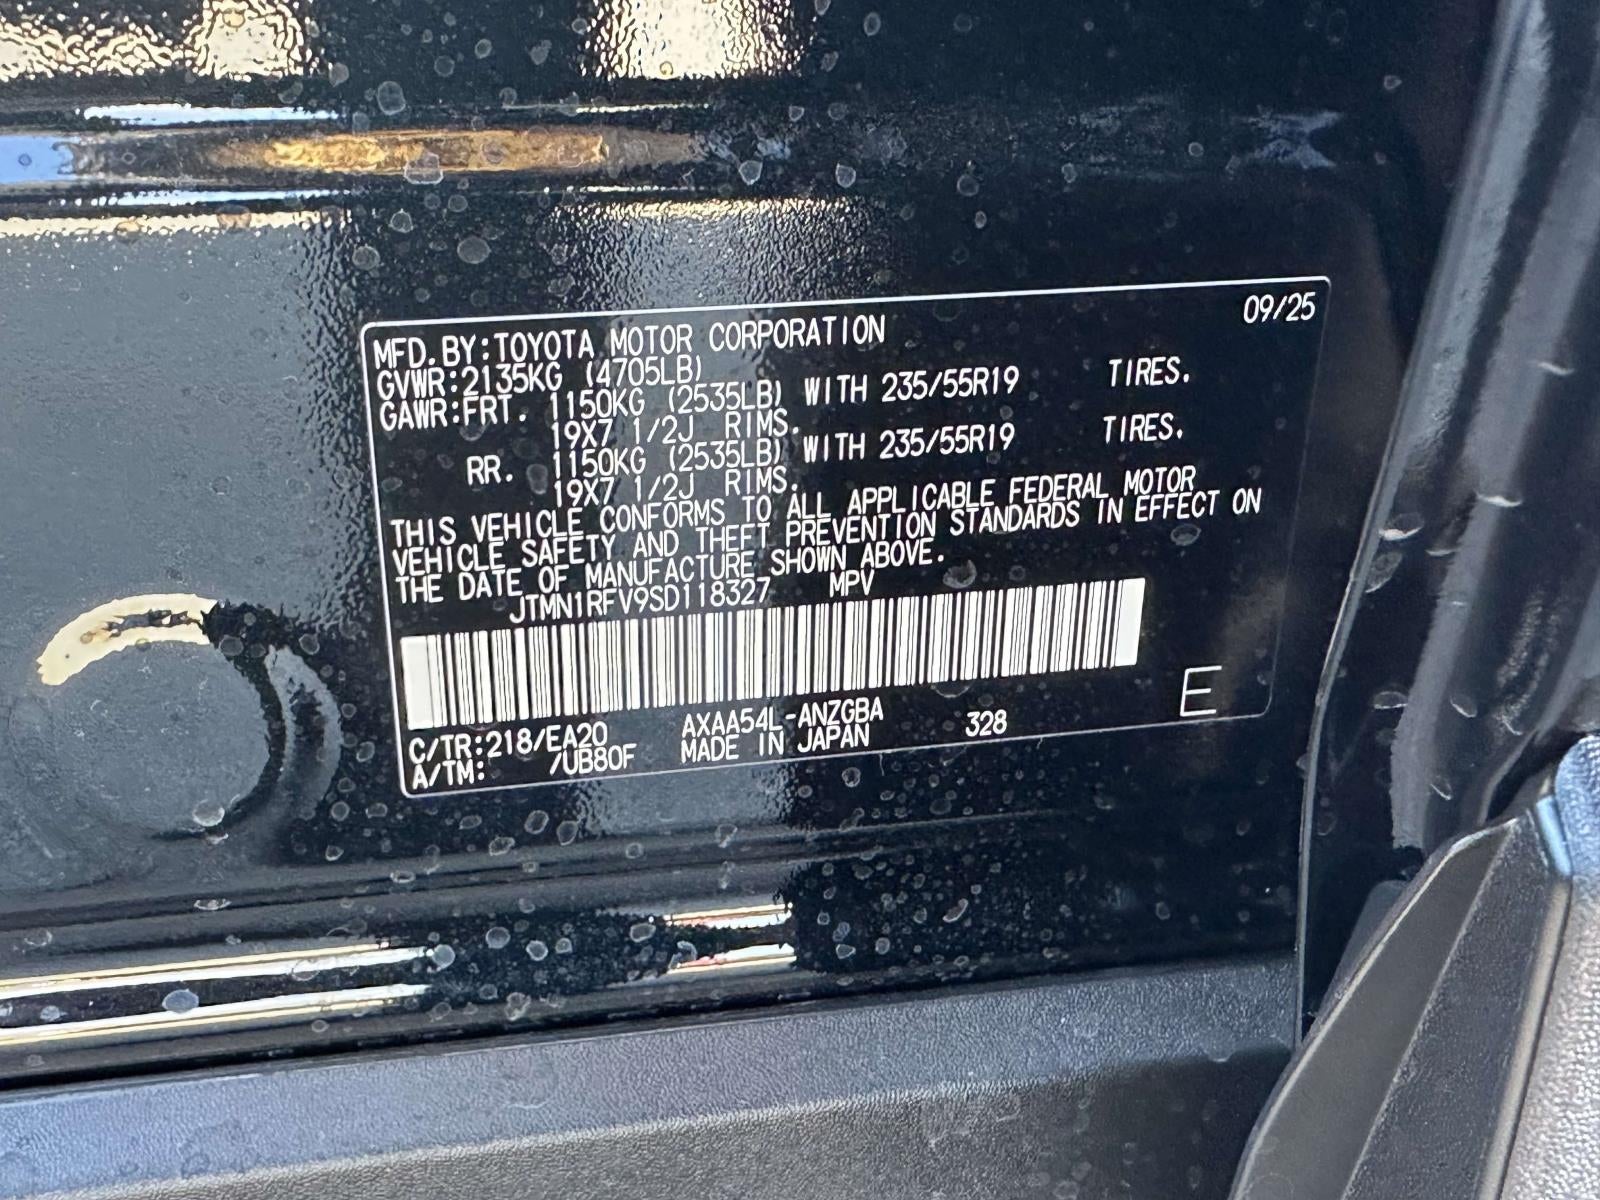 09/25
MFD.BY:TOYOTA MOTOR CORPORATION
GVWR:2135KG (4705LB)
GAWR:FRT. 1150KG (2535LB) WITH 235/55R19 TIRES.
19X7 1/2J RIMS.
RR. 1150KG (2535LB) WITH 235/55R19 TIRES.
19X7 1/2J RIMS.
THIS VEHICLE CONFORMS TO ALL APPLICABLE FEDERAL MOTOR
VEHICLE SAFETY AND THEFT PREVENTION STANDARDS IN EFFECT ON
THE DATE OF MANUFACTURE SHOWN ABOVE.
JTMN1RFV9SD118327 MPV
C/TR:218/EA20 AXAA54L-ANZGBA 328 E
A/TM: /UB80F MADE IN JAPAN